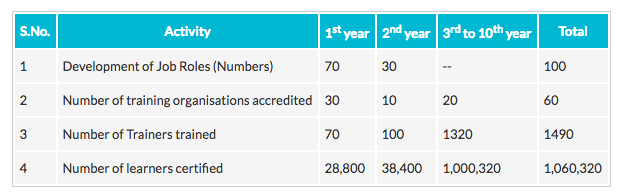 S.No. Activity 1st year 2nd year 3rd to 10th year Total
1 Development of Job Roles (Numbers) 70 30 -- 100
2 Number of training organisations accredited 30 10 20 60
3 Number of Trainers trained 70 100 1320 1490
4 Number of learners certified 28,800 38,400 1,000,320 1,060,320